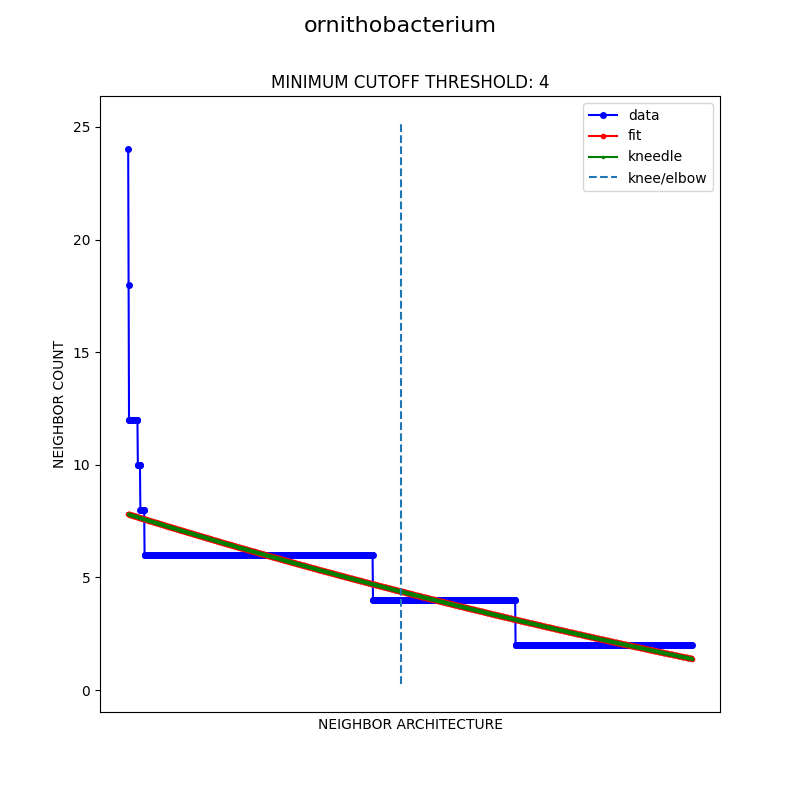 ornithobacterium
MINIMUM CUTOFF THRESHOLD: 4
data
fit
kneedle
knee/elbow
25
20
15
10
5
0
NEIGHBOR COUNT
NEIGHBOR ARCHITECTURE